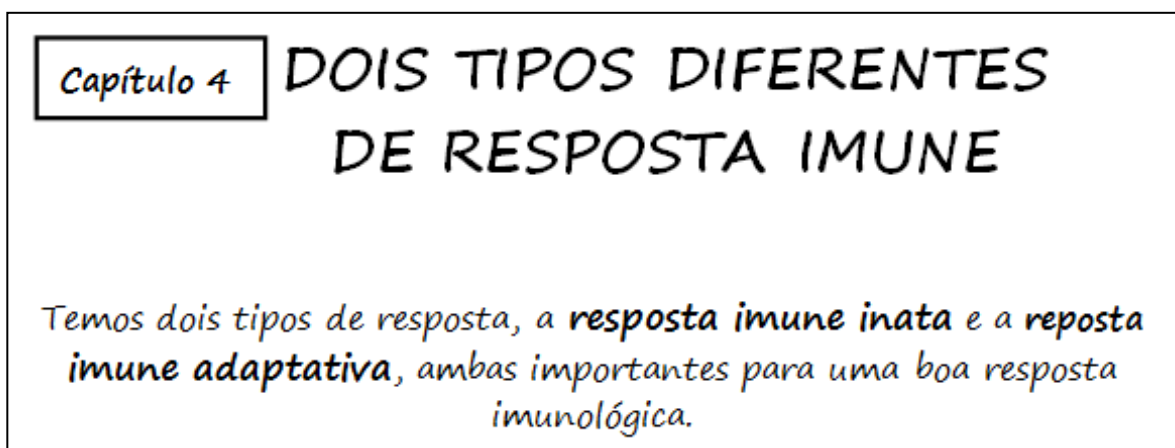 Capítulo 4
DOIS TIPOS DIFERENTES
DE RESPOSTA IMUNE
Temos dois tipos de resposta, a resposta imune inata e a reposta
imune adaptativa, ambas importantes para uma boa resposta
imunológica.